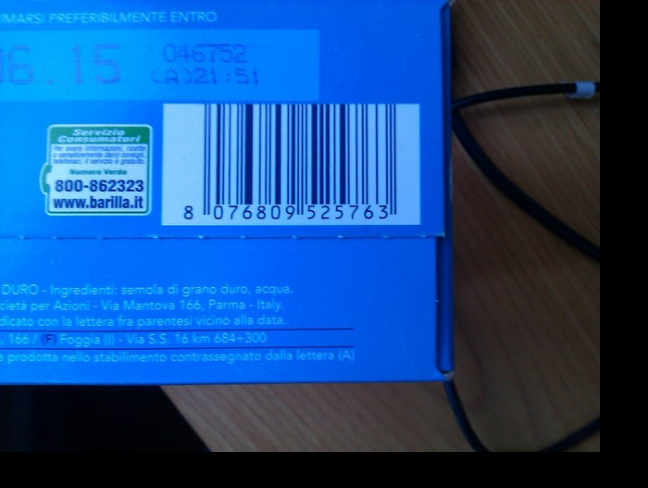 UMARSI PREFERIBILMENTE ENTRO
06.15
046752
(A)21:51
Servizio
Consumatori
Per avere informazioni, ricette
o semplicemente darci consigli,
telefonaci, il servizio è gratuito.
Numero Verde
800-862323
www.barilla.it
8 076809 525763
DURO - Ingredienti: semola di grano duro, acqua.
cietà per Azioni - Via Mantova 166, Parma - Italy.
dicato con la lettera fra parentesi vicino alla data.
, 166 / (F) Foggia (I) - Via S.S. 16 km 684+300
e prodotta nello stabilimento contrassegnato dalla lettera (A)